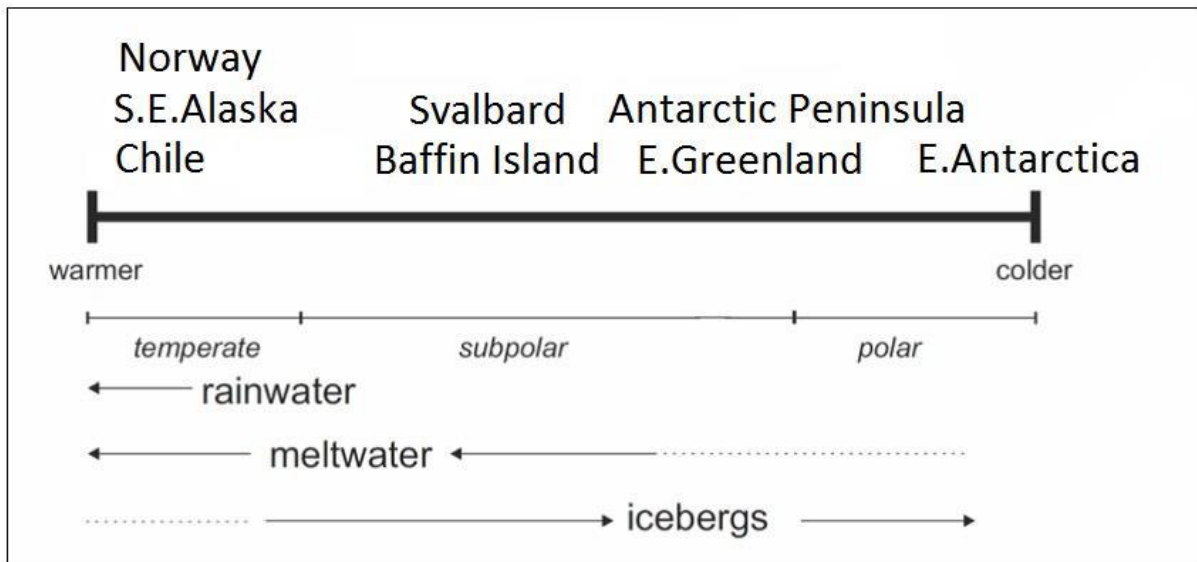 Norway
S.E.Alaska
Chile
Svalbard
Baffin Island
Antarctic Peninsula
E.Greenland
E.Antarctica
warmer
colder
temperate
subpolar
polar
rainwater
meltwater
icebergs